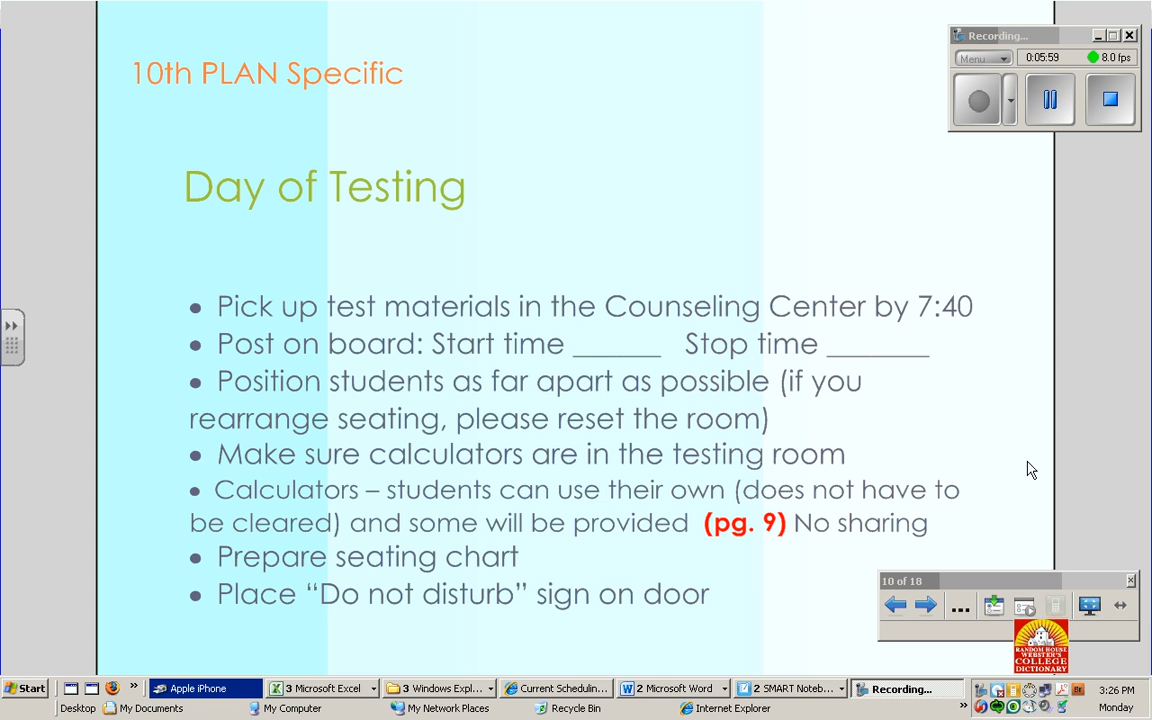 10th PLAN Specific
Day of Testing
• Pick up test materials in the Counseling Center by 7:40
• Post on board: Start time ______ Stop time _______
• Position students as far apart as possible (if you
rearrange seating, please reset the room)
• Make sure calculators are in the testing room
• Calculators – students can use their own (does not have to
be cleared) and some will be provided (pg. 9) No sharing
• Prepare seating chart
• Place “Do not disturb” sign on door
Recording...
Menu 0:05:59 8.0 fps
10 of 18
...
RANDOM HOUSE
WEBSTER'S
COLLEGE
DICTIONARY
Start » Apple iPhone 3 Microsoft Excel 3 Windows Expl... Current Schedulin... 2 Microsoft Word 2 SMART Noteb... Recording... 3:26 PM
Desktop My Documents My Computer My Network Places Recycle Bin Internet Explorer » Monday